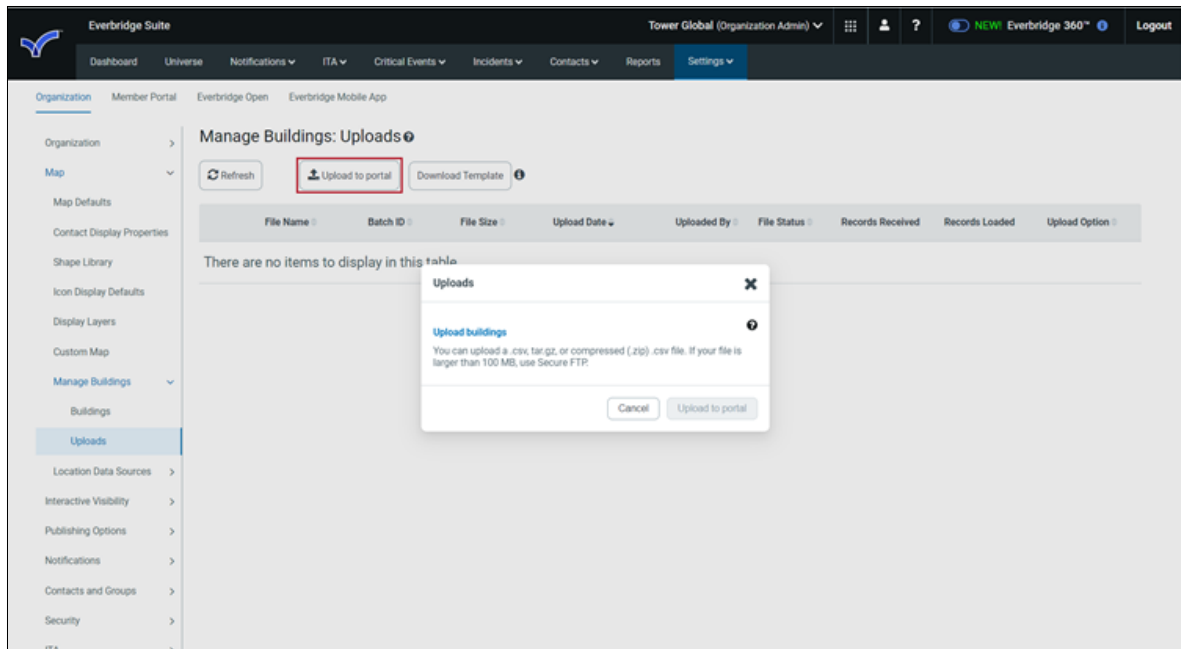 Everbridge Suite
Tower Global (Organization Admin)
?
NEW! Everbridge 360™
Logout
Dashboard Universe Notifications ITA Critical Events Incidents Contacts Reports Settings
Organization Member Portal Everbridge Open Everbridge Mobile App
Organization
Map
Map Defaults
Contact Display Properties
Shape Library
Icon Display Defaults
Display Layers
Custom Map
Manage Buildings
Buildings
Uploads
Location Data Sources
Interactive Visibility
Publishing Options
Notifications
Contacts and Groups
Security
ITA
Manage Buildings: Uploads
Refresh Upload to portal Download Template
File Name Batch ID File Size Upload Date Uploaded By File Status Records Received Records Loaded Upload Option
There are no items to display in this table
Uploads
Upload buildings
You can upload a .csv, tar.gz, or compressed (.zip) .csv file. If your file is
larger than 100 MB, use Secure FTP.
Cancel Upload to portal